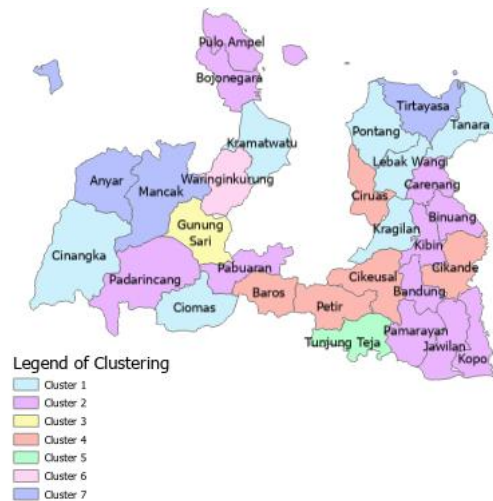 Pulo Ampel
Bojonegara
Tirtayasa
Pontang
Tanara
Kramatwatu
Lebak Wangi
Anyar
Mancak
Waringinkurung
Carenang
Ciruas
Binuang
Kragilan
Gunung
Sari
Kibin
Cinangka
Cikande
Padarincang
Pabuaran
Cikeusal
Baros
Bandung
Ciomas
Petir
Pamarayan
Tunjung Teja
Jawilan
Kopo
Legend of Clustering
Cluster 1
Cluster 2
Cluster 3
Cluster 4
Cluster 5
Cluster 6
Cluster 7